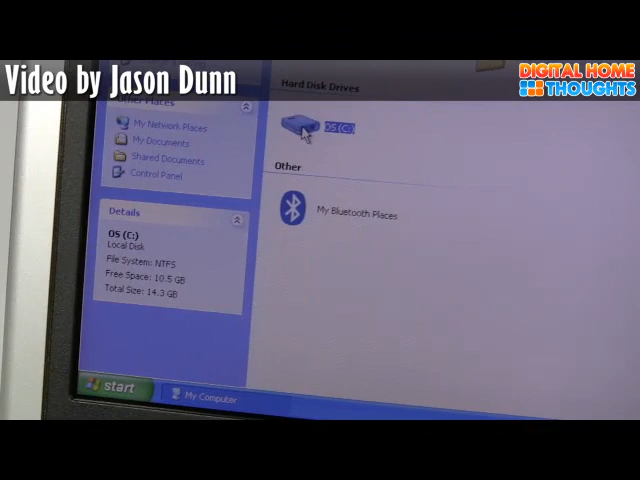 Video by Jason Dunn
DIGITAL HOME
THOUGHTS
Hard Disk Drives
Other Places
My Network Places
My Documents
Shared Documents
Control Panel
OS (C:)
Other
My Bluetooth Places
Details
OS (C:)
Local Disk
File System: NTFS
Free Space: 10.5 GB
Total Size: 14.3 GB
start
My Computer